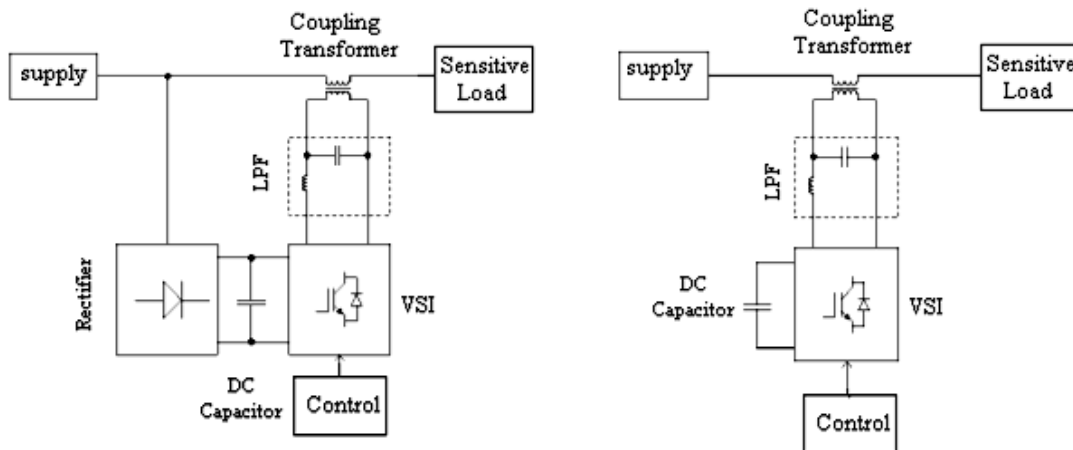 Coupling
Transformer
supply
Sensitive
Load
LPF
Rectifier
VSI
DC
Capacitor
Control
Coupling
Transformer
supply
Sensitive
Load
LPF
DC
Capacitor
VSI
Control